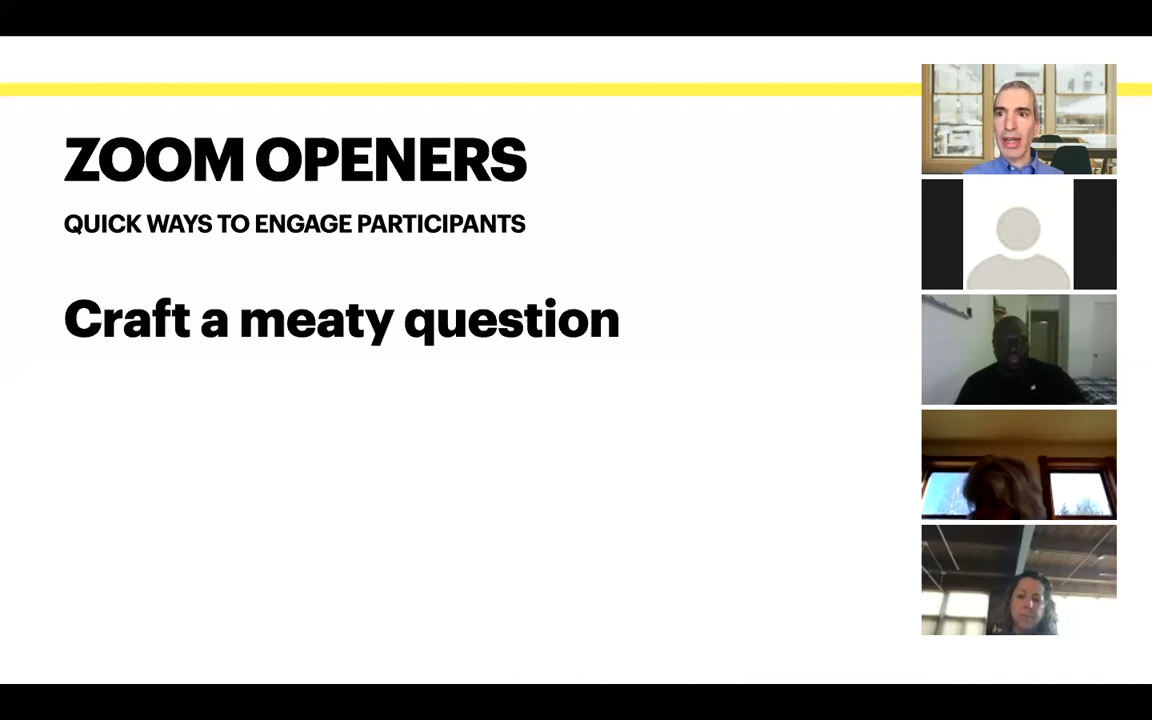 ZOOM OPENERS
QUICK WAYS TO ENGAGE PARTICIPANTS
Craft a meaty question